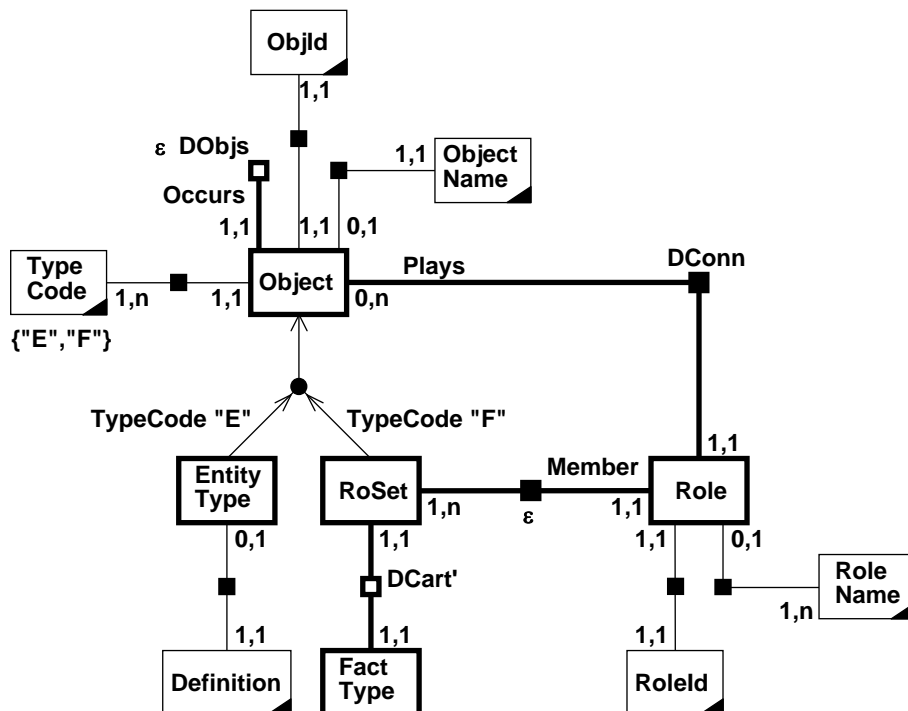 ObjId
1,1
ε DObjs
1,1
Object
Name
Occurs
1,1
1,1
0,1
Type
Code
1,n
1,1
Object
Plays
0,n
DConn
{"E","F"}
TypeCode "E"
TypeCode "F"
1,1
Entity
Type
RoSet
Member
Role
1,n
ε
1,1
0,1
1,1
1,1
0,1
DCart'
Role
Name
1,n
1,1
1,1
1,1
Definition
Fact
Type
RoleId